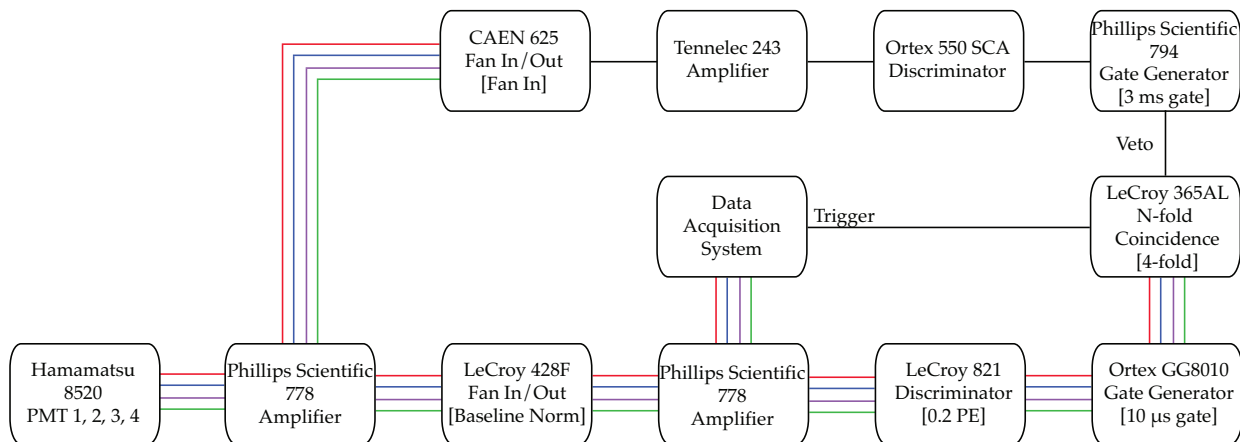 CAEN 625
Fan In/Out
[Fan In]
Tennelec 243
Amplifier
Ortex 550 SCA
Discriminator
Phillips Scientific
794
Gate Generator
[3 ms gate]
Veto
Data
Acquisition
System
Trigger
LeCroy 365AL
N-fold
Coincidence
[4-fold]
Hamamatsu
8520
PMT 1, 2, 3, 4
Phillips Scientific
778
Amplifier
LeCroy 428F
Fan In/Out
[Baseline Norm]
Phillips Scientific
778
Amplifier
LeCroy 821
Discriminator
[0.2 PE]
Ortex GG8010
Gate Generator
[10 μs gate]